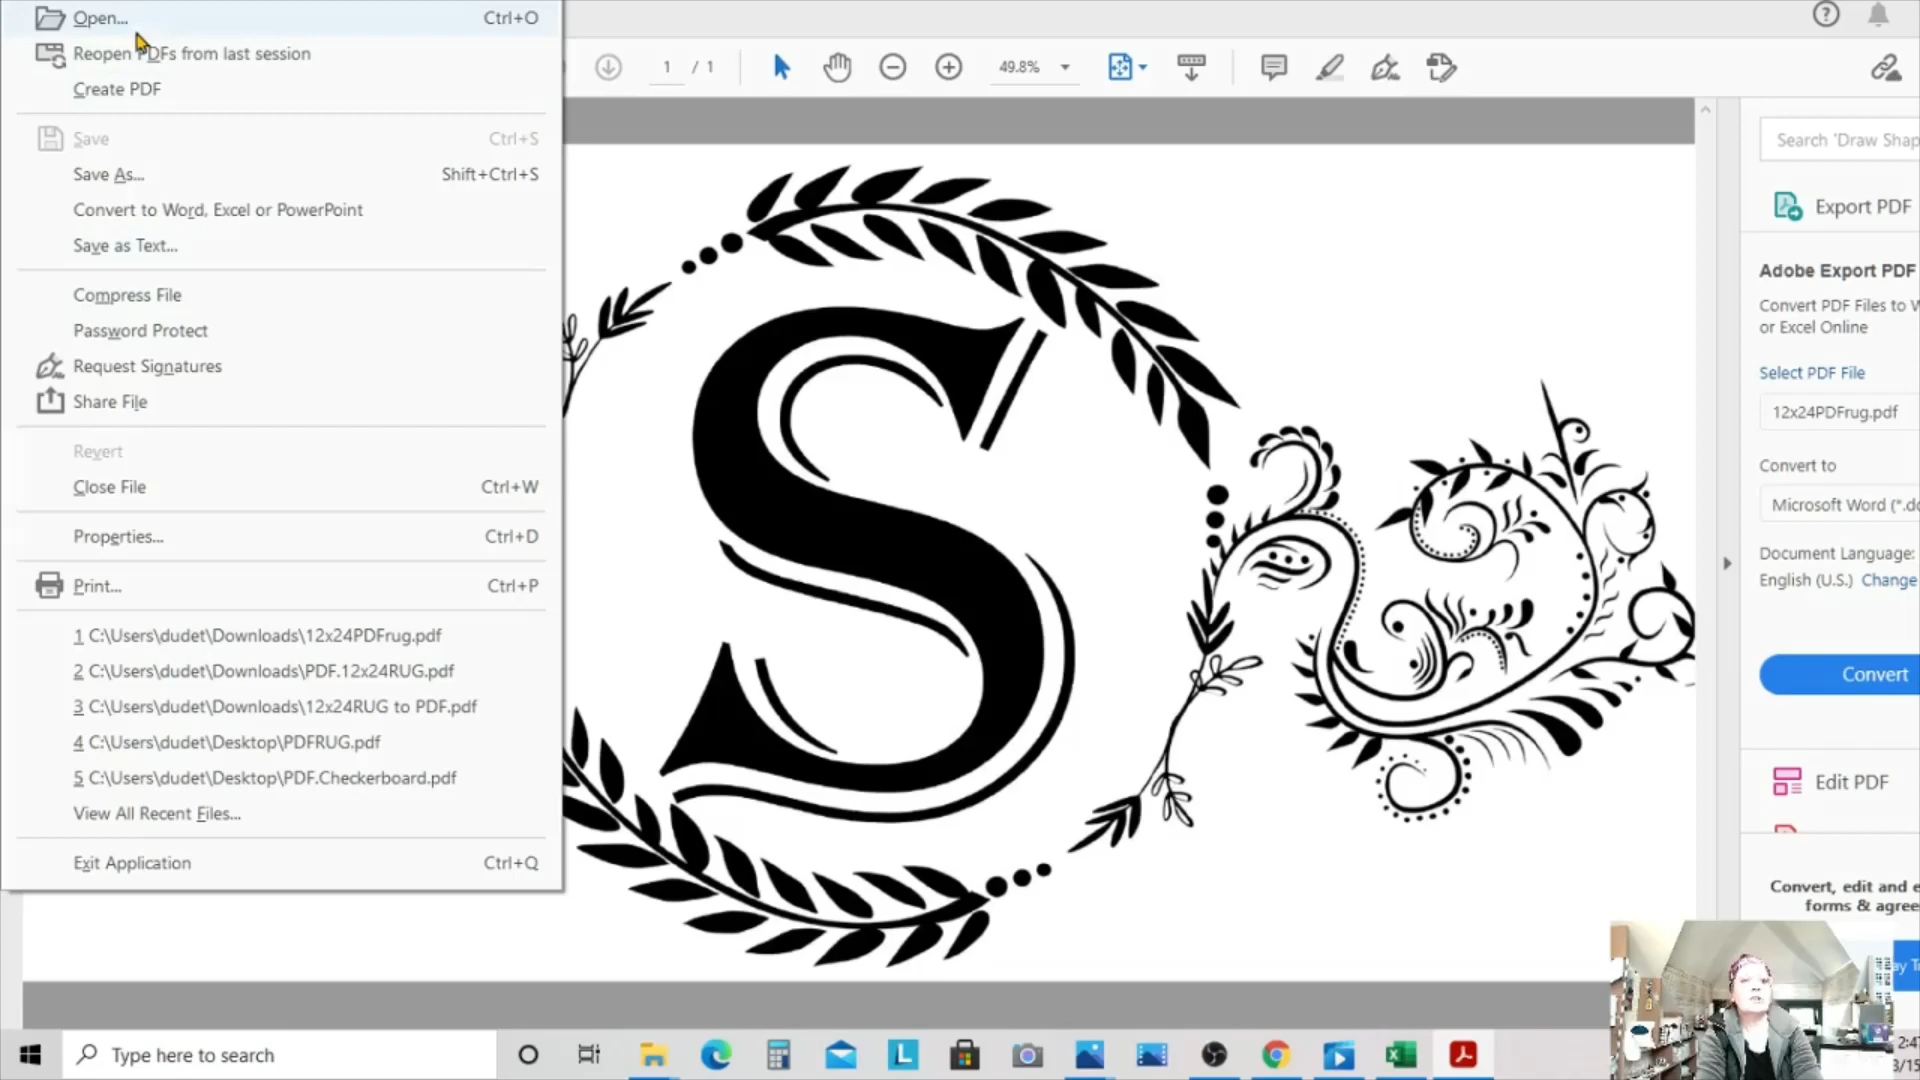 Open... Ctrl+O
Reopen PDFs from last session
Create PDF
Save Ctrl+S
Save As... Shift+Ctrl+S
Convert to Word, Excel or PowerPoint
Save as Text...
Compress File
Password Protect
Request Signatures
Share File
Revert
Close File Ctrl+W
Properties... Ctrl+D
Print... Ctrl+P
1 C:\Users\dudet\Downloads\12x24PDFrug.pdf
2 C:\Users\dudet\Downloads\PDF.12x24RUG.pdf
3 C:\Users\dudet\Downloads\12x24RUG to PDF.pdf
4 C:\Users\dudet\Desktop\PDFRUG.pdf
5 C:\Users\dudet\Desktop\PDF.Checkerboard.pdf
View All Recent Files...
Exit Application Ctrl+Q
1 / 1 49.8%
S
Search 'Draw Shap
Export PDF
Adobe Export PDF
Convert PDF Files to W
or Excel Online
Select PDF File
12x24PDFrug.pdf
Convert to
Microsoft Word (*.do
Document Language:
English (U.S.) Change
Convert
Edit PDF
Convert, edit and e
forms & agree
Type here to search
L
X
2:4